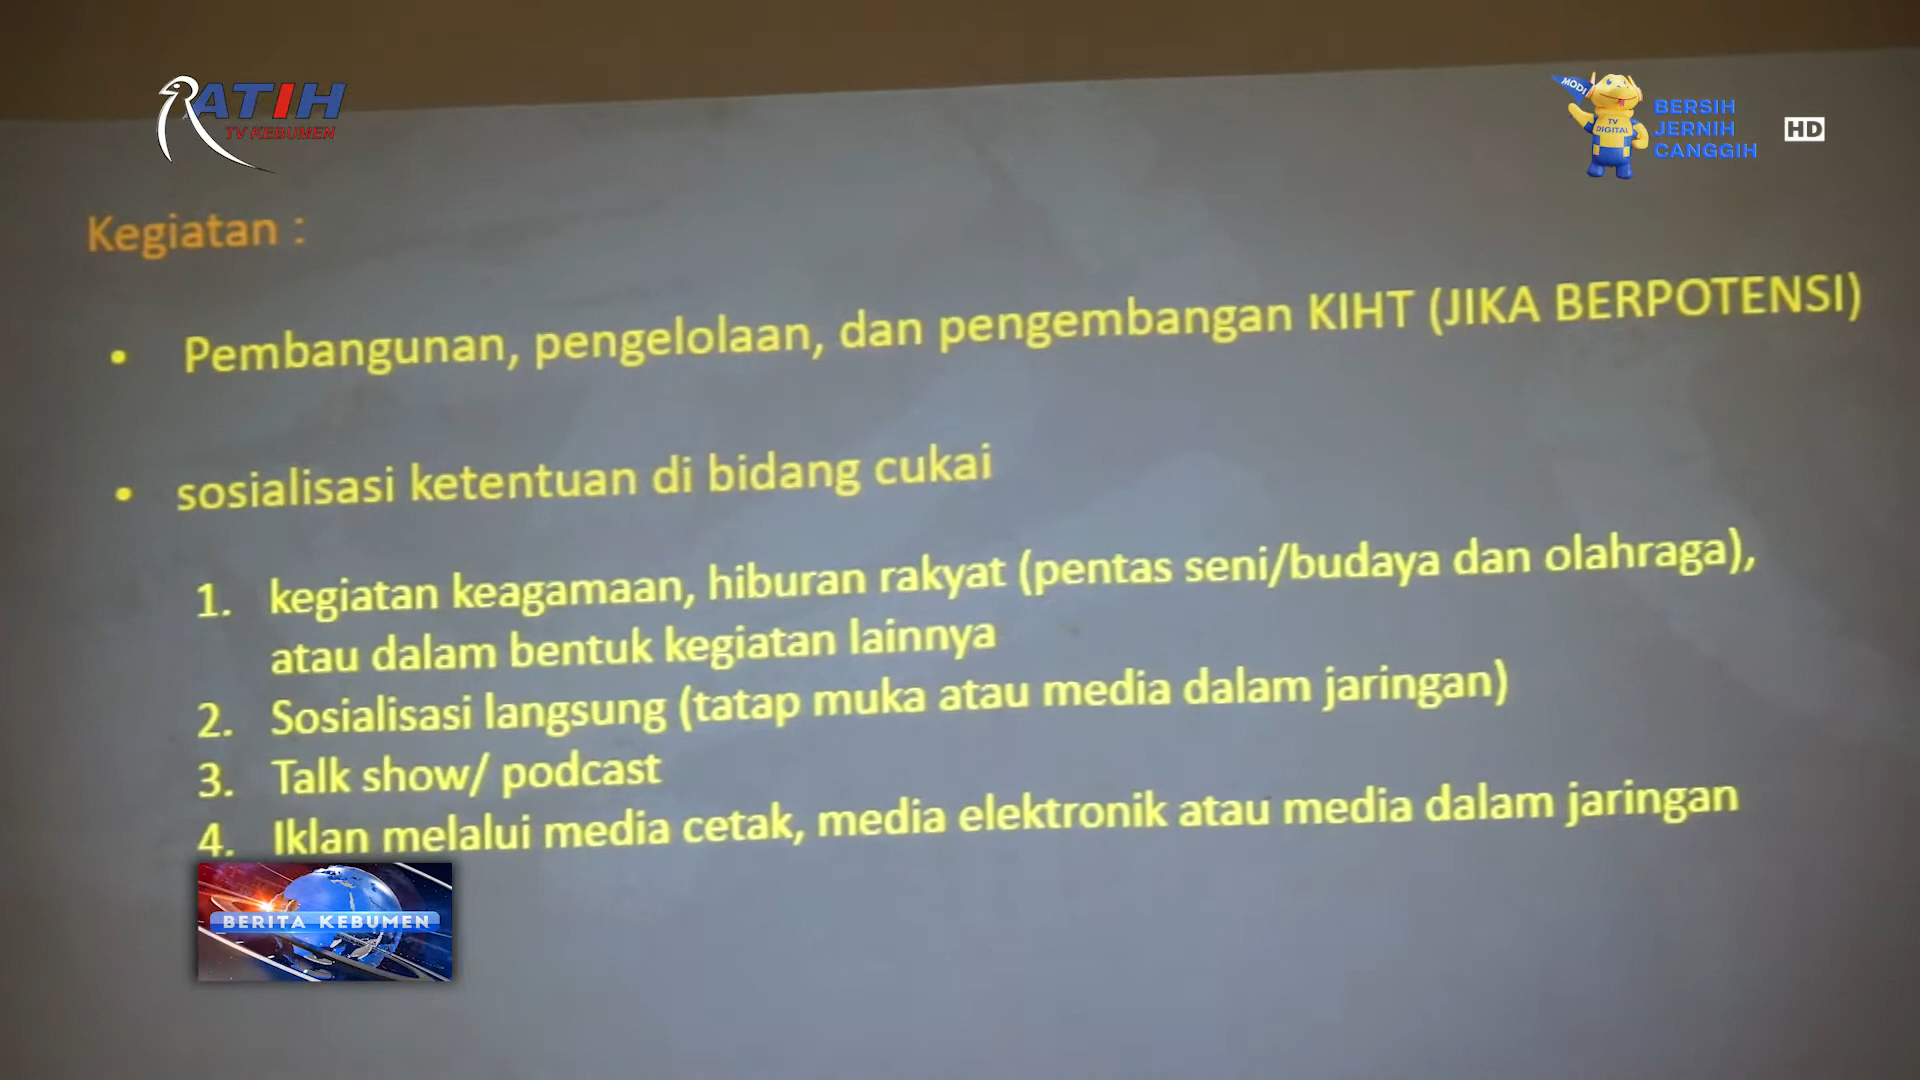 RATIH
TV KEBUMEN
MODI
TV
DIGITAL
BERSIH
JERNIH
CANGGIH
HD
Kegiatan :
• Pembangunan, pengelolaan, dan pengembangan KIHT (JIKA BERPOTENSI)
• sosialisasi ketentuan di bidang cukai
1. kegiatan keagamaan, hiburan rakyat (pentas seni/budaya dan olahraga),
atau dalam bentuk kegiatan lainnya
2. Sosialisasi langsung (tatap muka atau media dalam jaringan)
3. Talk show/ podcast
4. Iklan melalui media cetak, media elektronik atau media dalam jaringan
BERITA KEBUMEN